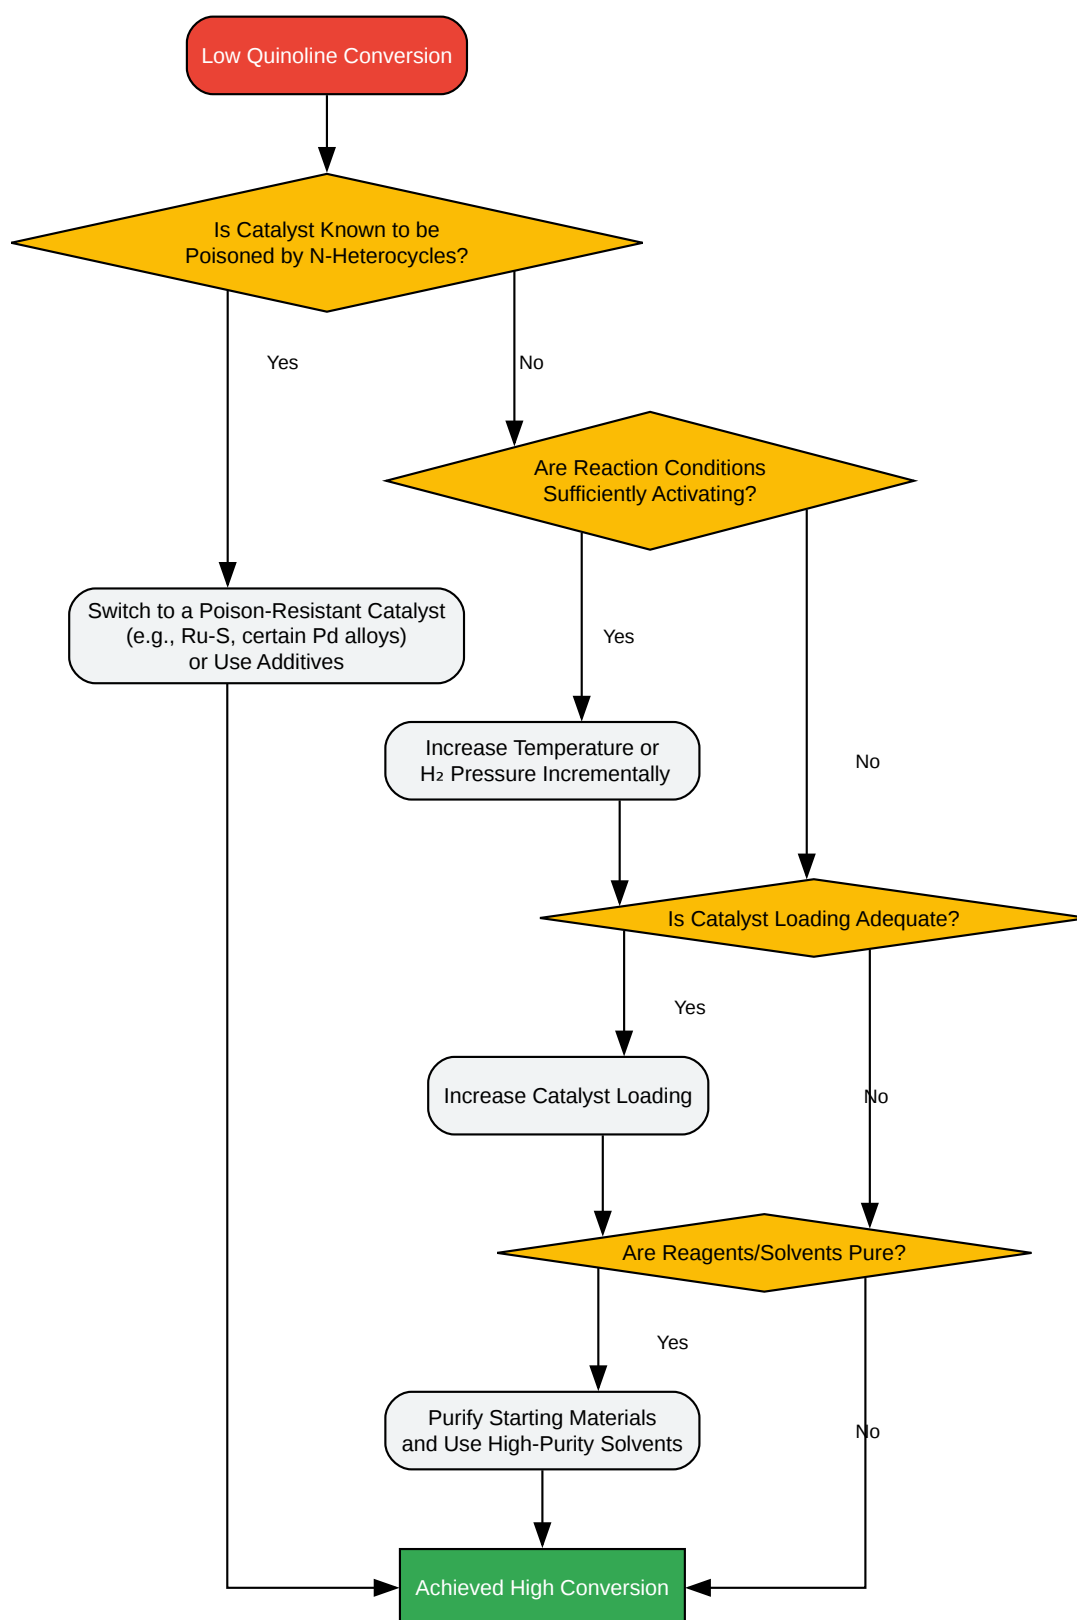 Low Quinoline Conversion
Is Catalyst Known to be
Poisoned by N-Heterocycles?
Yes
No
Are Reaction Conditions
Sufficiently Activating?
Switch to a Poison-Resistant Catalyst
(e.g., Ru-S, certain Pd alloys)
or Use Additives
Yes
Increase Temperature or
H₂ Pressure Incrementally
No
Is Catalyst Loading Adequate?
Yes
Increase Catalyst Loading
No
Are Reagents/Solvents Pure?
Yes
Purify Starting Materials
and Use High-Purity Solvents
No
Achieved High Conversion